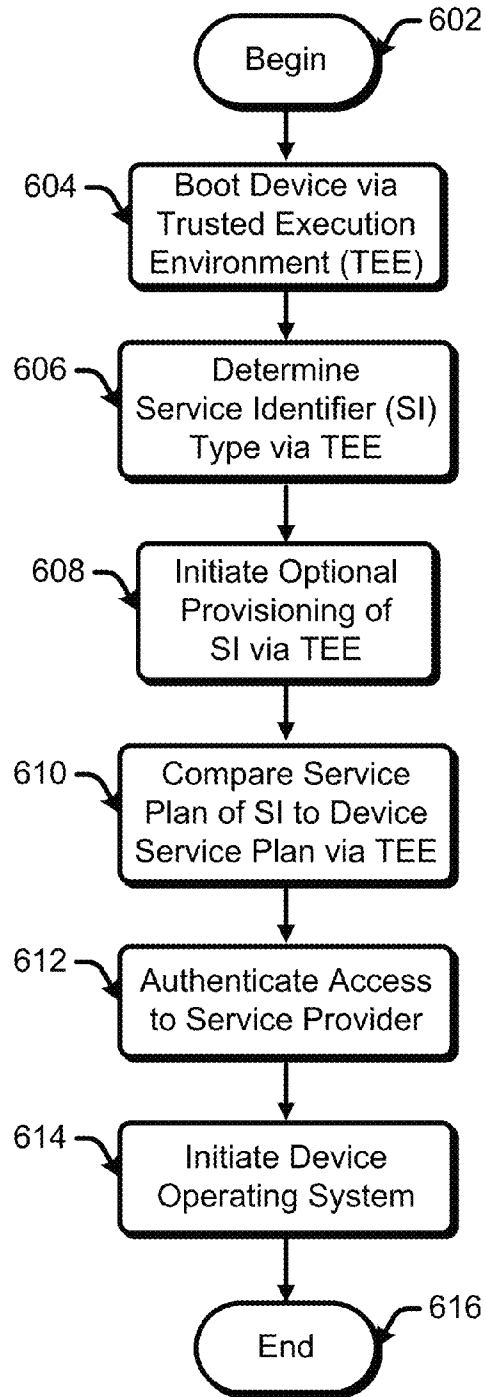 602
Begin
604
Boot Device via
Trusted Execution
Environment (TEE)
606
Determine
Service Identifier (SI)
Type via TEE
608
Initiate Optional
Provisioning of
SI via TEE
610
Compare Service
Plan of SI to Device
Service Plan via TEE
612
Authenticate Access
to Service Provider
614
Initiate Device
Operating System
616
End